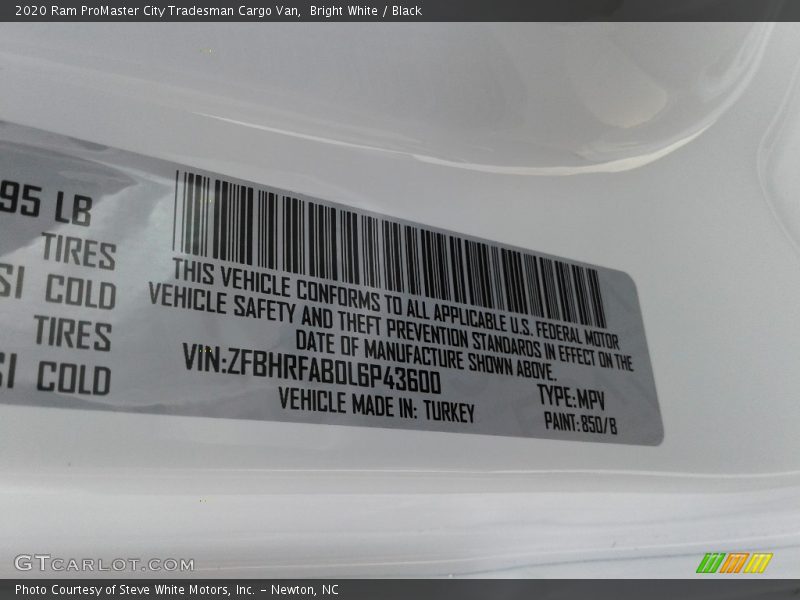 2020 Ram ProMaster City Tradesman Cargo Van, Bright White / Black
95 LB
TIRES
SI COLD
TIRES
SI COLD
THIS VEHICLE CONFORMS TO ALL APPLICABLE U.S. FEDERAL MOTOR
VEHICLE SAFETY AND THEFT PREVENTION STANDARDS IN EFFECT ON THE
DATE OF MANUFACTURE SHOWN ABOVE.
VIN:ZFBHRFAB0L6P43600
TYPE:MPV
VEHICLE MADE IN: TURKEY
PAINT:850/B
GTCARLOT.COM
Photo Courtesy of Steve White Motors, Inc. – Newton, NC